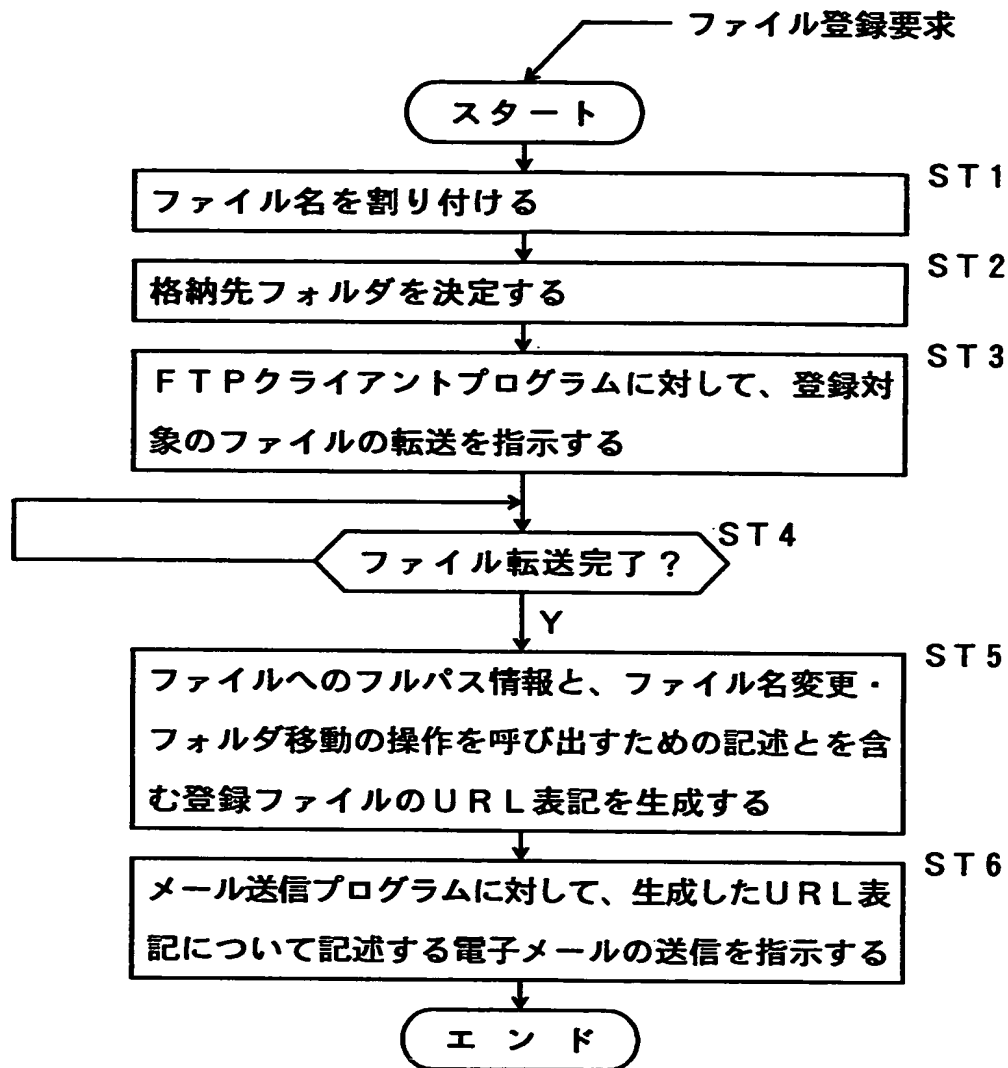 ファイル登録要求
スタート
ST1
ファイル名を割り付ける
ST2
格納先フォルダを決定する
ST3
FTPクライアントプログラムに対して、登録対
象のファイルの転送を指示する
ST4
ファイル転送完了?
Y
ST5
ファイルへのフルパス情報と、ファイル名変更・
フォルダ移動の操作を呼び出すための記述とを含
む登録ファイルのURL表記を生成する
ST6
メール送信プログラムに対して、生成したURL表
記について記述する電子メールの送信を指示する
エンド